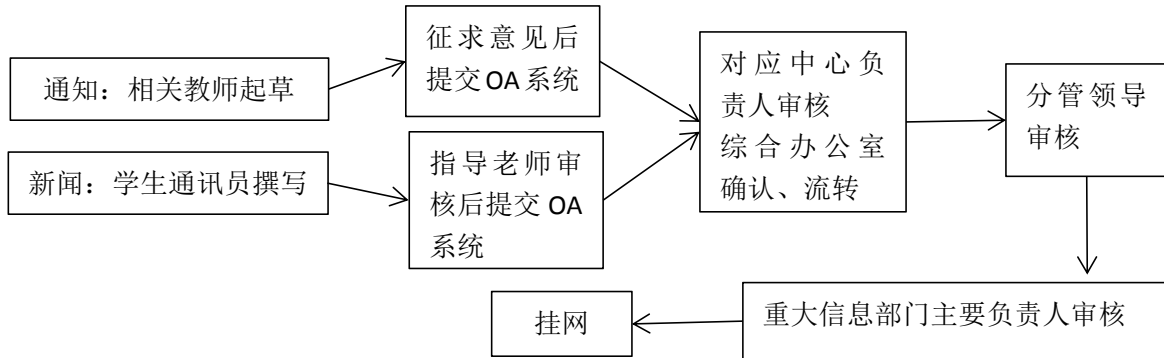 通知：相关教师起草
征求意见后
提交 OA 系统
新闻：学生通讯员撰写
指导老师审
核后提交 OA
系统
对应中心负
责人审核
综合办公室
确认、流转
分管领导
审核
重大信息部门主要负责人审核
挂网